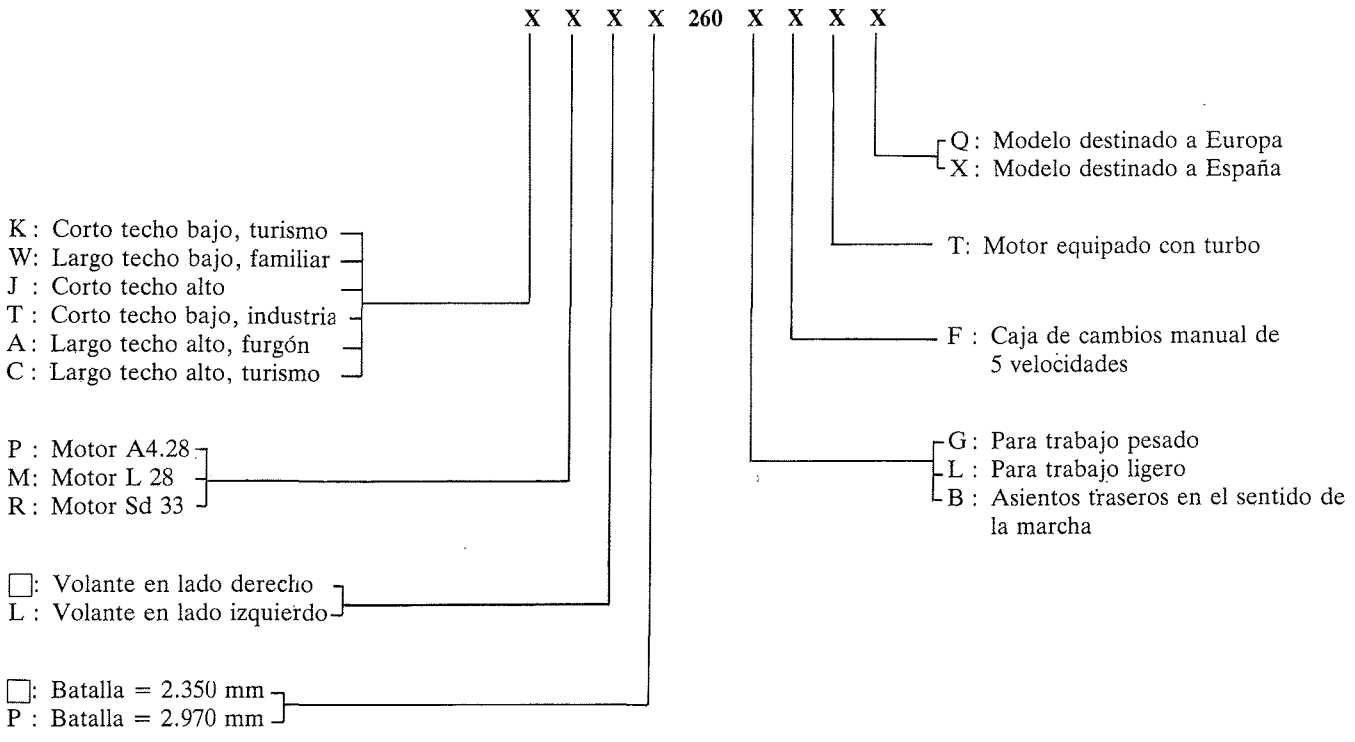 X X X X 260 X X X X
Q: Modelo destinado a Europa
X: Modelo destinado a España
K: Corto techo bajo, turismo
W: Largo techo bajo, familiar
J : Corto techo alto
T : Corto techo bajo, industria
A: Largo techo alto, furgón
C: Largo techo alto, turismo
T: Motor equipado con turbo
F : Caja de cambios manual de
5 velocidades
P : Motor A4.28
M: Motor L 28
R: Motor Sd 33
G: Para trabajo pesado
L : Para trabajo ligero
B : Asientos traseros en el sentido de
la marcha
□: Volante en lado derecho
L : Volante en lado izquierdo
□: Batalla = 2.350 mm
P : Batalla = 2.970 mm